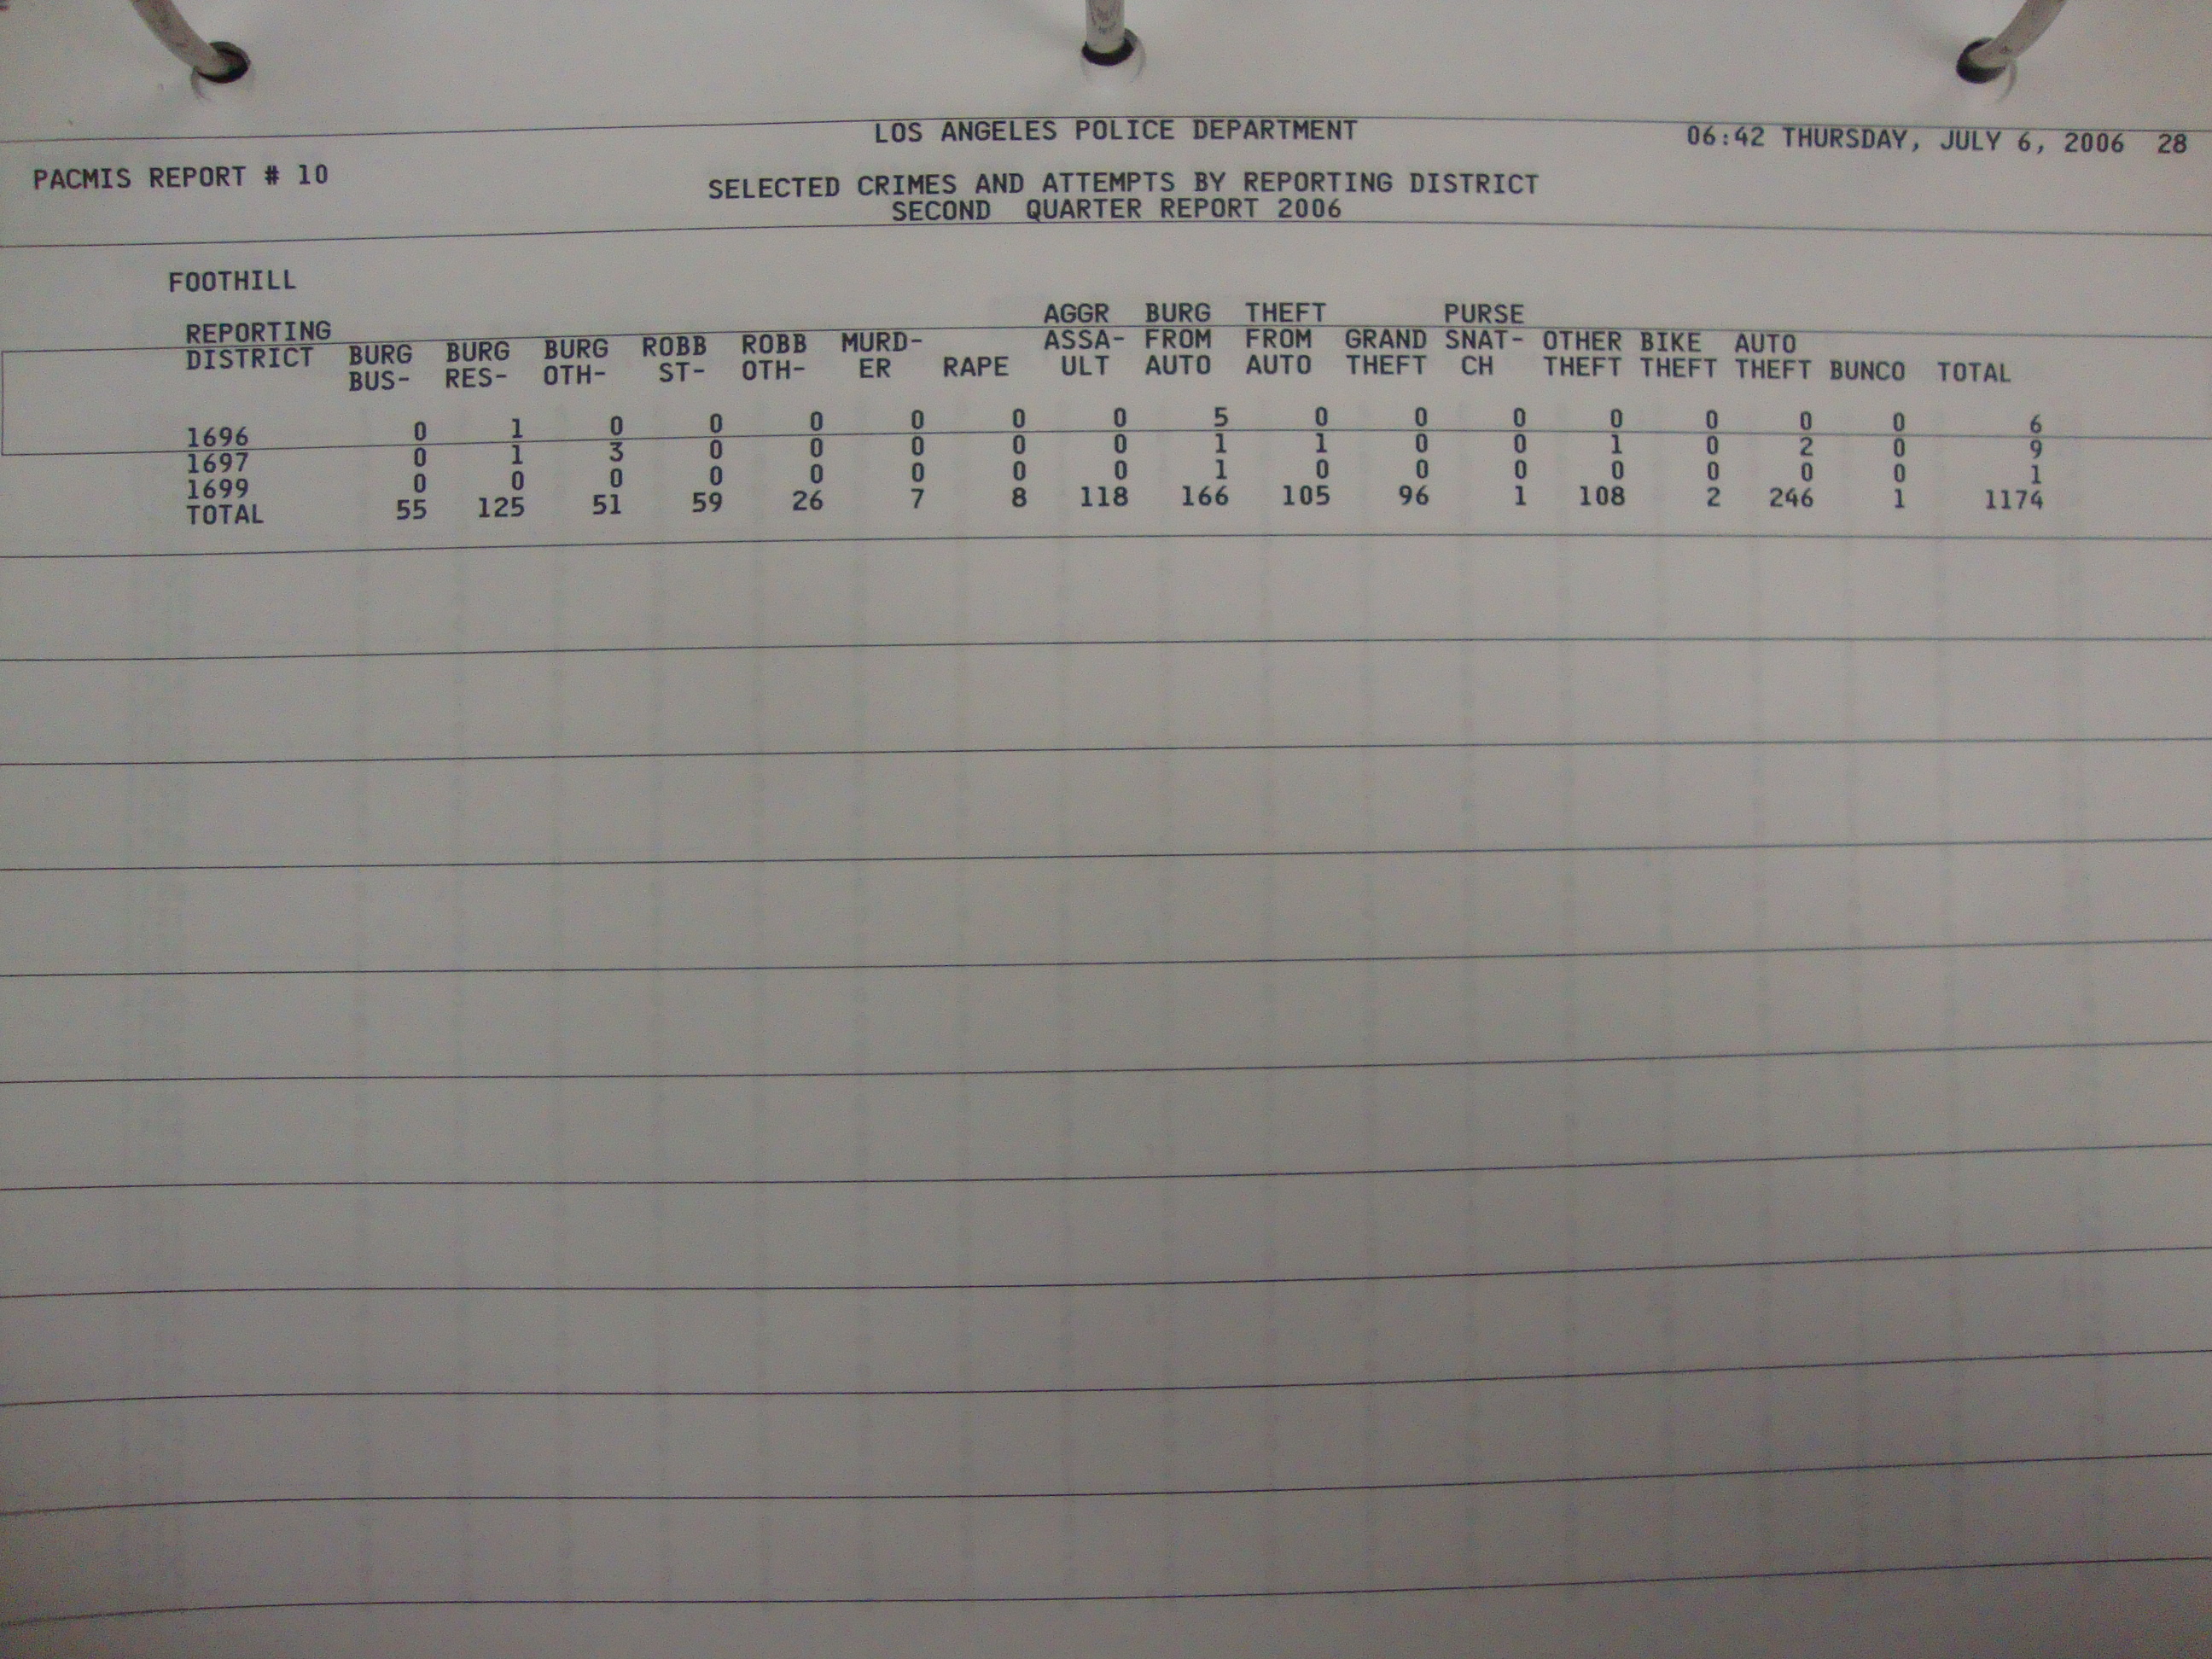 LOS ANGELES POLICE DEPARTMENT 06:42 THURSDAY, JULY 6, 2006 28
PACMIS REPORT # 10
SELECTED CRIMES AND ATTEMPTS BY REPORTING DISTRICT
SECOND QUARTER REPORT 2006
FOOTHILL
AGGR BURG THEFT PURSE
REPORTING BURG BURG BURG ROBB ROBB MURD- ASSA- FROM FROM GRAND SNAT- OTHER BIKE AUTO
DISTRICT BUS- RES- OTH- ST- OTH- ER RAPE ULT AUTO AUTO THEFT CH THEFT THEFT THEFT BUNCO TOTAL
1696 0 1 0 0 0 0 0 0 5 0 0 0 0 0 0 0 6
1697 0 1 3 0 0 0 0 0 1 1 0 0 1 0 2 0 9
1699 0 0 0 0 0 0 0 0 1 0 0 0 0 0 0 0 1
TOTAL 55 125 51 59 26 7 8 118 166 105 96 1 108 2 246 1 1174